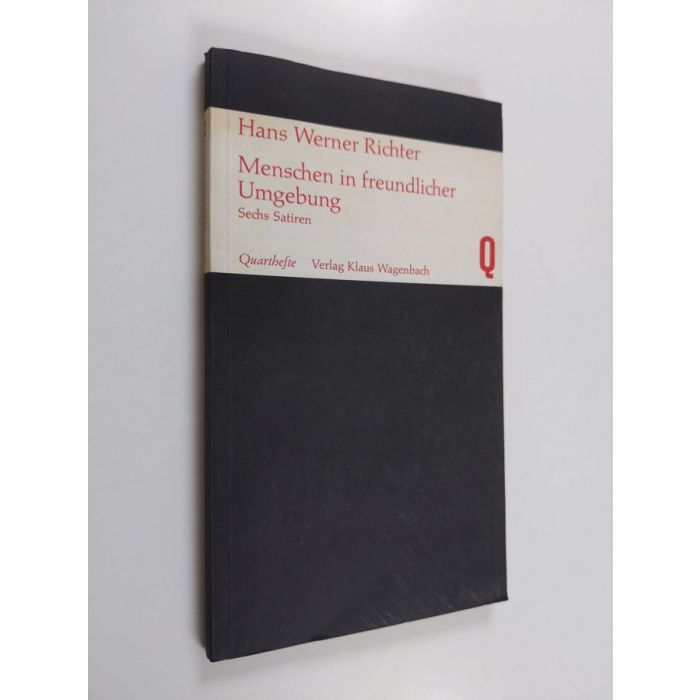 Hans Werner Richter
Menschen in freundlicher
Umgebung
Sechs Satiren
Quarthefte Verlag Klaus Wagenbach
Q